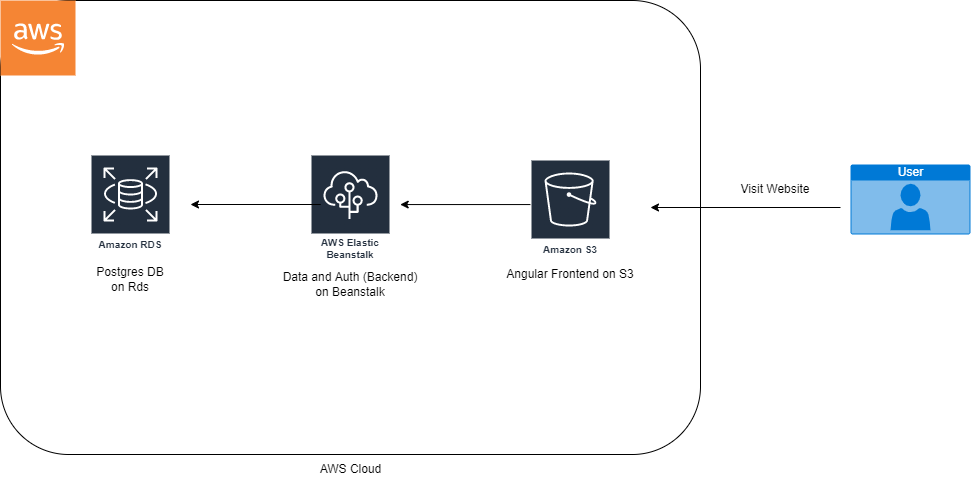 aws
User
Visit Website
Amazon RDS
Postgres DB
on Rds
AWS Elastic
Beanstalk
Data and Auth (Backend)
on Beanstalk
Amazon S3
Angular Frontend on S3
AWS Cloud